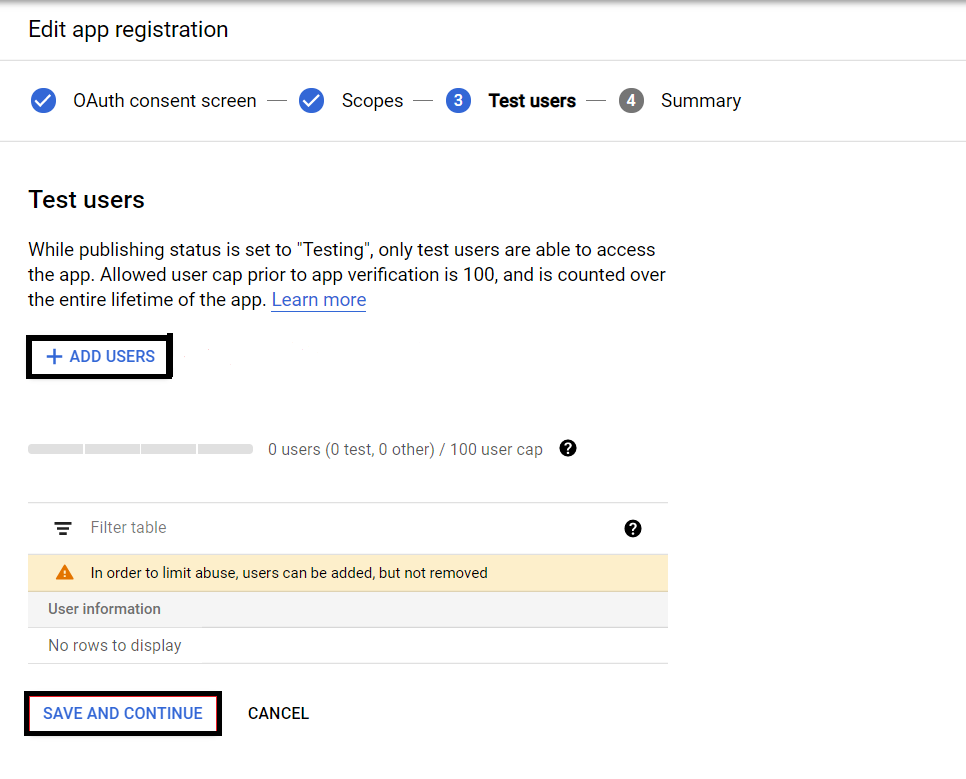 Edit app registration
OAuth consent screen — Scopes — 3 Test users — 4 Summary
Test users
While publishing status is set to "Testing", only test users are able to access
the app. Allowed user cap prior to app verification is 100, and is counted over
the entire lifetime of the app. Learn more
+ ADD USERS
0 users (0 test, 0 other) / 100 user cap ?
Filter table ?
In order to limit abuse, users can be added, but not removed
User information
No rows to display
SAVE AND CONTINUE CANCEL